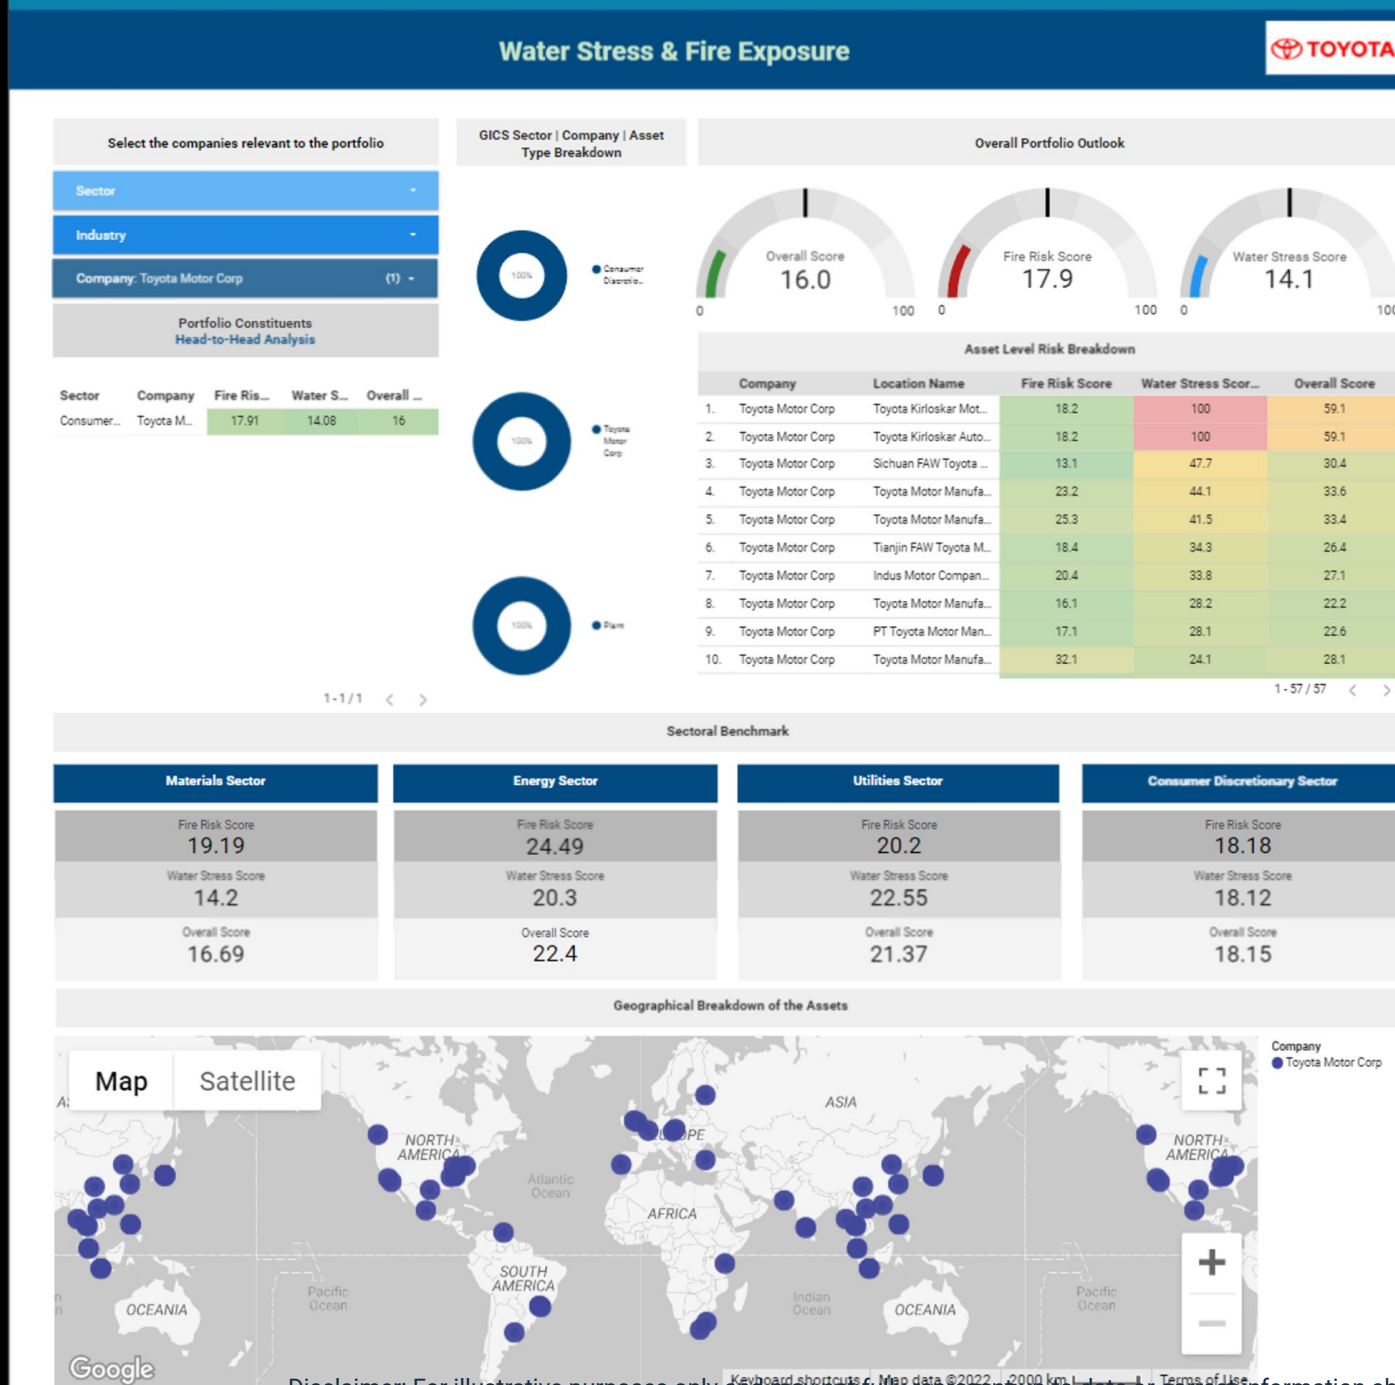 Water Stress & Fire Exposure
TOYOTA
Select the companies relevant to the portfolio
Sector
Industry
Company: Toyota Motor Corp (1)
Portfolio Constituents
Head-to-Head Analysis
Sector Company Fire Ris... Water S... Overall ...
Consumer... Toyota M... 17.91 14.08 16
1-1/1
GICS Sector | Company | Asset
Type Breakdown
100%
Consumer
Discretio...
100%
Toyota
Motor
Corp
100%
Plant
Overall Portfolio Outlook
Overall Score
16.0
0 100
Fire Risk Score
17.9
0 100
Water Stress Score
14.1
0 100
Asset Level Risk Breakdown
Company Location Name Fire Risk Score Water Stress Scor... Overall Score
1. Toyota Motor Corp Toyota Kirloskar Mot... 18.2 100 59.1
2. Toyota Motor Corp Toyota Kirloskar Auto... 18.2 100 59.1
3. Toyota Motor Corp Sichuan FAW Toyota ... 13.1 47.7 30.4
4. Toyota Motor Corp Toyota Motor Manufa... 23.2 44.1 33.6
5. Toyota Motor Corp Toyota Motor Manufa... 25.3 41.5 33.4
6. Toyota Motor Corp Tianjin FAW Toyota M... 18.4 34.3 26.4
7. Toyota Motor Corp Indus Motor Compan... 20.4 33.8 27.1
8. Toyota Motor Corp Toyota Motor Manufa... 16.1 28.2 22.2
9. Toyota Motor Corp PT Toyota Motor Man... 17.1 28.1 22.6
10. Toyota Motor Corp Toyota Motor Manufa... 32.1 24.1 28.1
1 - 57 / 57
Sectoral Benchmark
Materials Sector
Fire Risk Score
19.19
Water Stress Score
14.2
Overall Score
16.69
Energy Sector
Fire Risk Score
24.49
Water Stress Score
20.3
Overall Score
22.4
Utilities Sector
Fire Risk Score
20.2
Water Stress Score
22.55
Overall Score
21.37
Consumer Discretionary Sector
Fire Risk Score
18.18
Water Stress Score
18.12
Overall Score
18.15
Geographical Breakdown of the Assets
Map Satellite
Company
Toyota Motor Corp
ASIA
NORTH
AMERICA
NORTH
AMERICA
Atlantic
Ocean
AFRICA
SOUTH
AMERICA
Pacific
Ocean
Indian
Ocean
Pacific
Ocean
OCEANIA
OCEANIA
Google
Keyboard shortcuts Map data ©2022 2000 km Terms of Use
Disclaimer: For illustrative purposes only